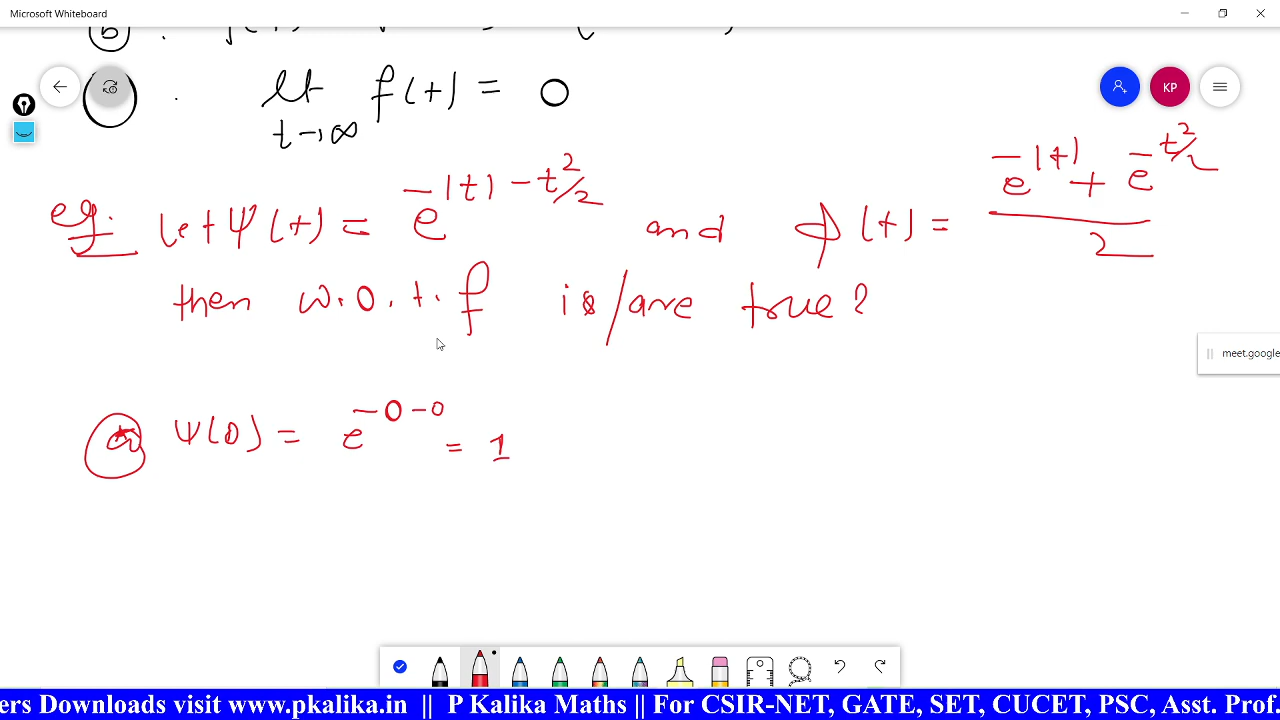 Microsoft Whiteboard
(b) .
. lt f(t) = 0
t→∞
KP
eg. let ψ(t) = e^{-|t| - t²/2} and φ(t) = (e^{-|t|} + e^{-t²/2})/2
then w.o.t.f is/are true?
meet.google
(a) ψ(0) = e^{-0-0} = 1
ers Downloads visit www.pkalika.in || P Kalika Maths || For CSIR-NET, GATE, SET, CUCET, PSC, Asst. Prof.